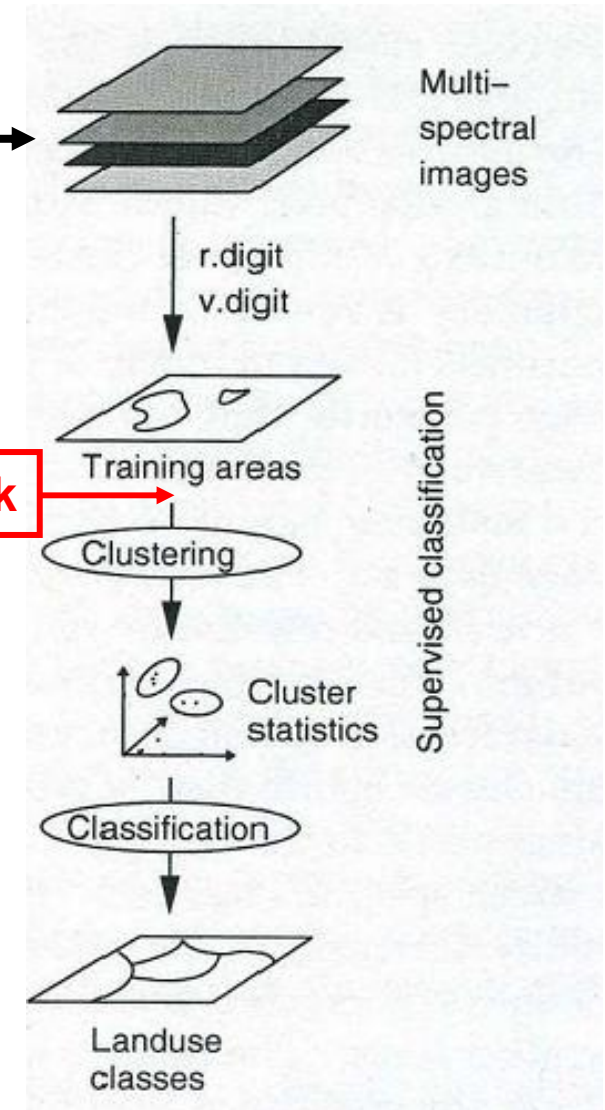 Multi–
spectral
images
r.digit
v.digit
Training areas
k
Clustering
Supervised classification
Cluster
statistics
Classification
Landuse
classes